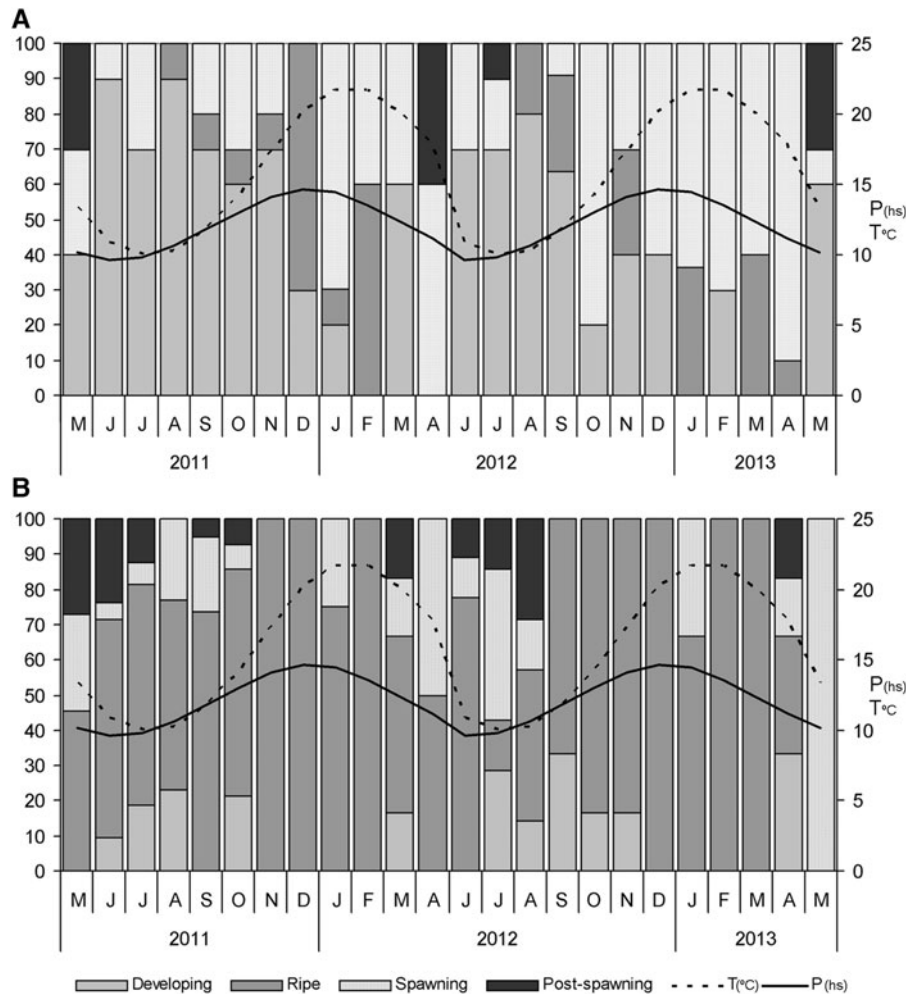 A
100 25
90
80 20
70
60 15
50 P(hs)
T°C
40 10
30
20 5
10
0 0
M J J A S O N D J F M A J J A S O N D J F M A M
2011 2012 2013
B
100 25
90
80 20
70
60 15
50 P(hs)
T°C
40 10
30
20 5
10
0 0
M J J A S O N D J F M A J J A S O N D J F M A M
2011 2012 2013
Developing Ripe Spawning Post-spawning T(°C) P(hs)